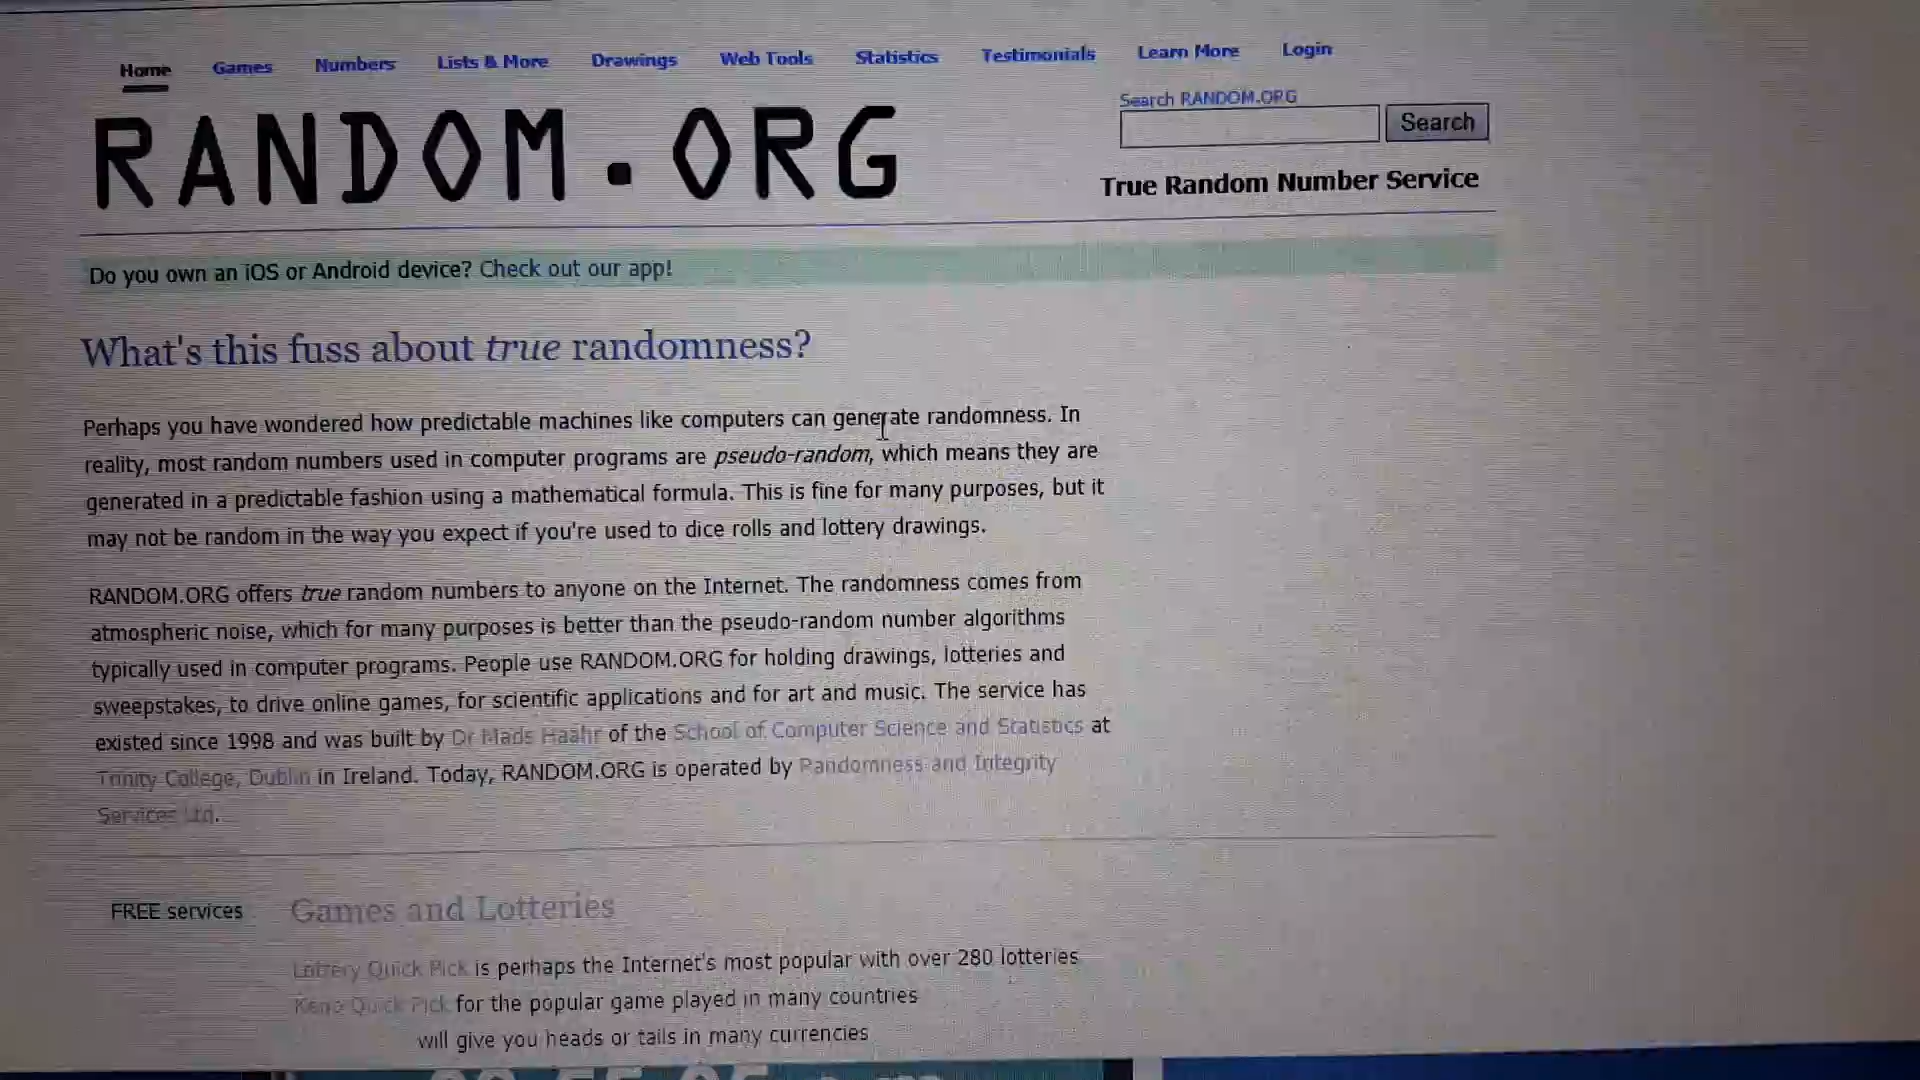 Home Games Numbers Lists & More Drawings Web Tools Statistics Testimonials Learn More Login
Search RANDOM.ORG
RANDOM.ORG
Search
True Random Number Service
Do you own an iOS or Android device? Check out our app!
What's this fuss about true randomness?
Perhaps you have wondered how predictable machines like computers can generate randomness. In
reality, most random numbers used in computer programs are pseudo-random, which means they are
generated in a predictable fashion using a mathematical formula. This is fine for many purposes, but it
may not be random in the way you expect if you're used to dice rolls and lottery drawings.
RANDOM.ORG offers true random numbers to anyone on the Internet. The randomness comes from
atmospheric noise, which for many purposes is better than the pseudo-random number algorithms
typically used in computer programs. People use RANDOM.ORG for holding drawings, lotteries and
sweepstakes, to drive online games, for scientific applications and for art and music. The service has
existed since 1998 and was built by Dr Mads Haahr of the School of Computer Science and Statistics at
Trinity College, Dublin in Ireland. Today, RANDOM.ORG is operated by Randomness and Integrity
Services Ltd.
FREE services
Games and Lotteries
Lottery Quick Pick is perhaps the Internet's most popular with over 280 lotteries
Keno Quick Pick for the popular game played in many countries
will give you heads or tails in many currencies